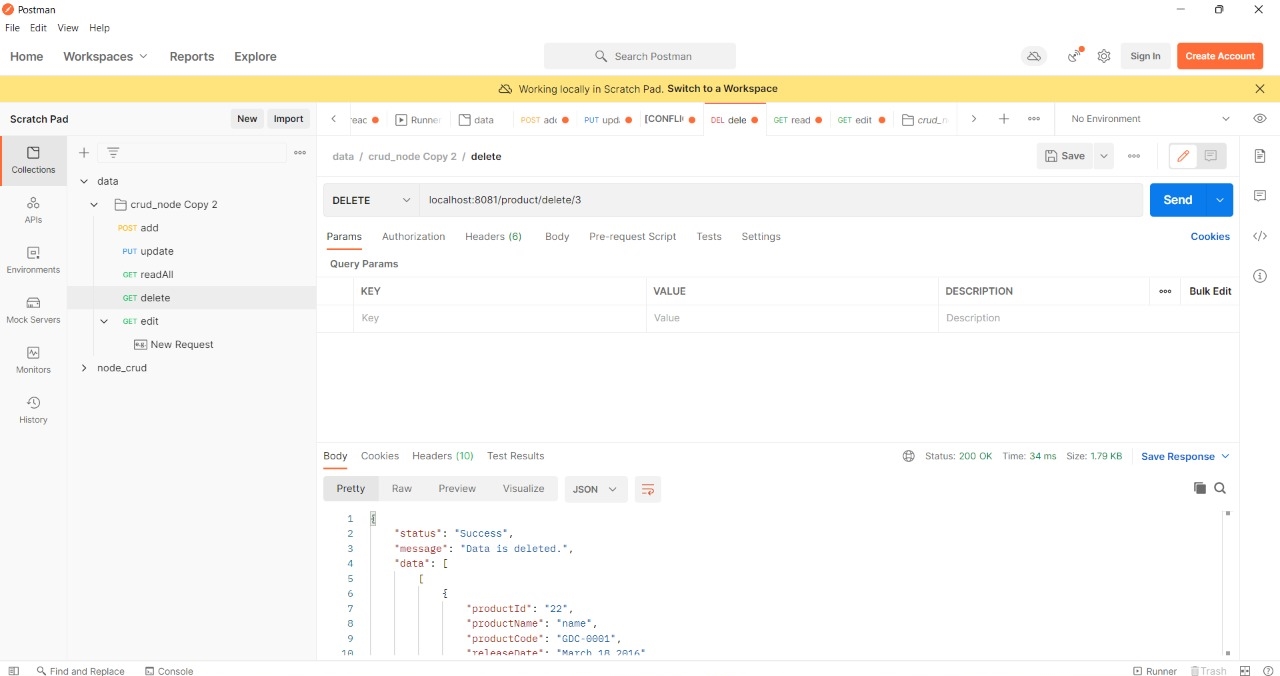 Postman
File Edit View Help
Home Workspaces Reports Explore
Search Postman
Sign In Create Account
Working locally in Scratch Pad. Switch to a Workspace
Scratch Pad New Import
Runner data POST PUT [CONFLI DEL dele GET read GET edit No Environment
Collections
APIs
Environments
Mock Servers
Monitors
History
data
crud_node Copy 2
POST add
PUT update
GET readAll
GET delete
GET edit
New Request
node_crud
data / crud_node Copy 2 / delete
Save
DELETE localhost:8081/product/delete/3
Send
Params Authorization Headers (6) Body Pre-request Script Tests Settings Cookies
Query Params
KEY VALUE DESCRIPTION Bulk Edit
Key Value Description
Body Cookies Headers (10) Test Results Status: 200 OK Time: 34 ms Size: 1.79 KB Save Response
Pretty Raw Preview Visualize JSON
1 {
2 "status": "Success",
3 "message": "Data is deleted.",
4 "data": [
5 [
6 {
7 "productId": "22",
8 "productName": "name",
9 "productCode": "GDC-0001",
10 "releaseDate": "March 18 2016"
Find and Replace Console Runner Trash